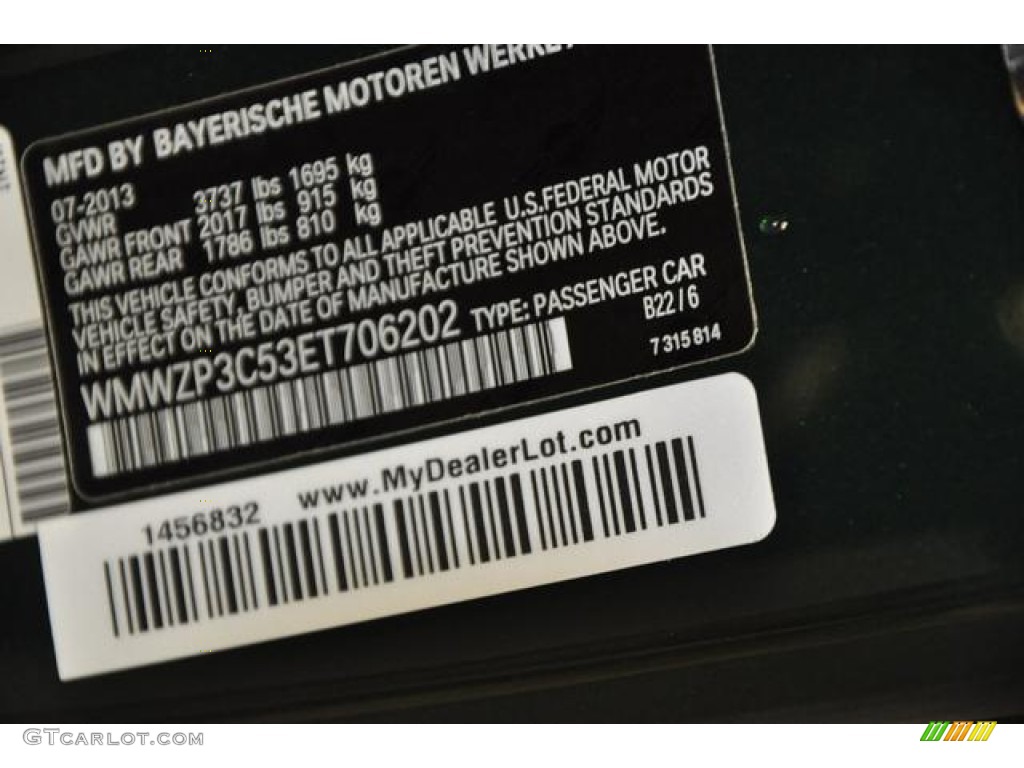 MFD BY BAYERISCHE MOTOREN WERKE
07-2013
GVWR 3737 lbs 1695 kg
GAWR FRONT 2017 lbs 915 kg
GAWR REAR 1786 lbs 810 kg
THIS VEHICLE CONFORMS TO ALL APPLICABLE U.S.FEDERAL MOTOR
VEHICLE SAFETY, BUMPER AND THEFT PREVENTION STANDARDS
IN EFFECT ON THE DATE OF MANUFACTURE SHOWN ABOVE.
WMWZP3C53ET706202 TYPE: PASSENGER CAR
B22/6
7 315 814
1456832 www.MyDealerLot.com
GTCARLOT.COM